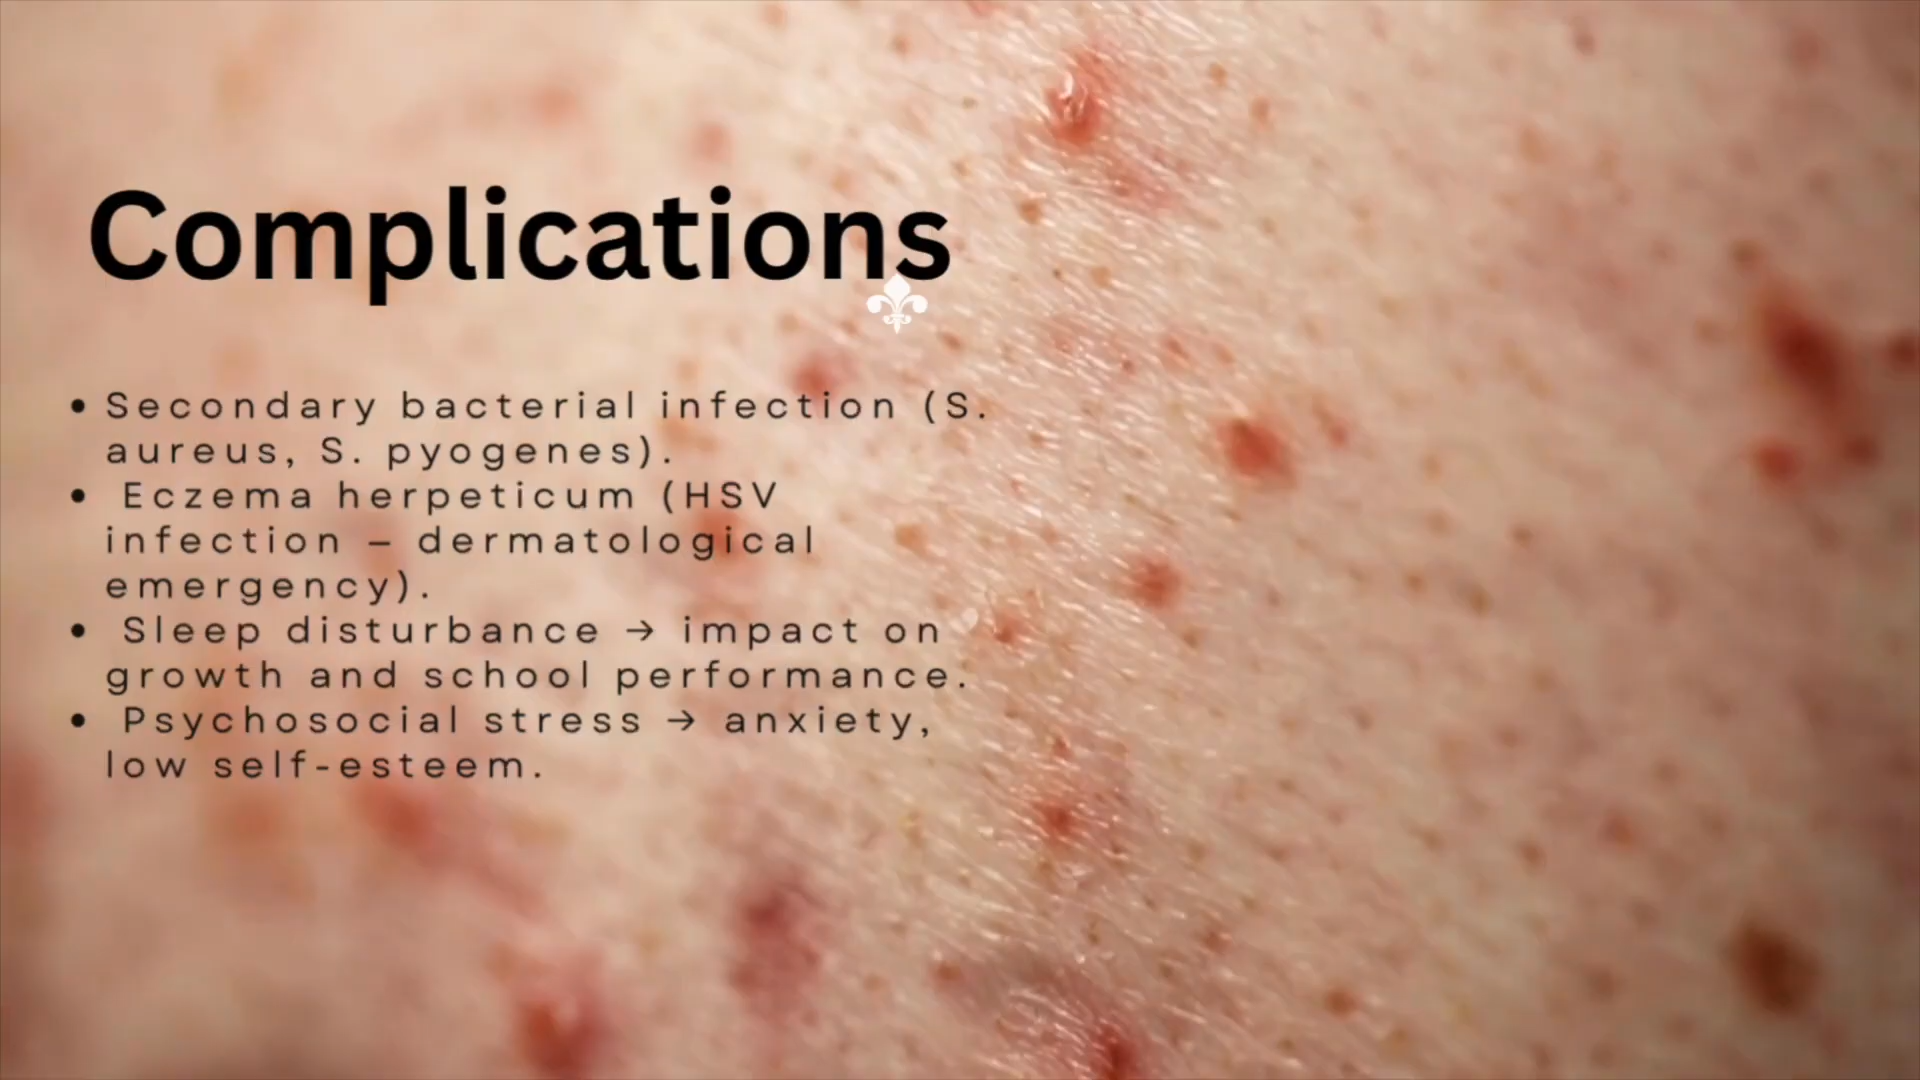 Complications
• Secondary bacterial infection (S.
aureus, S. pyogenes).
• Eczema herpeticum (HSV
infection – dermatological
emergency).
• Sleep disturbance → impact on
growth and school performance.
• Psychosocial stress → anxiety,
low self-esteem.